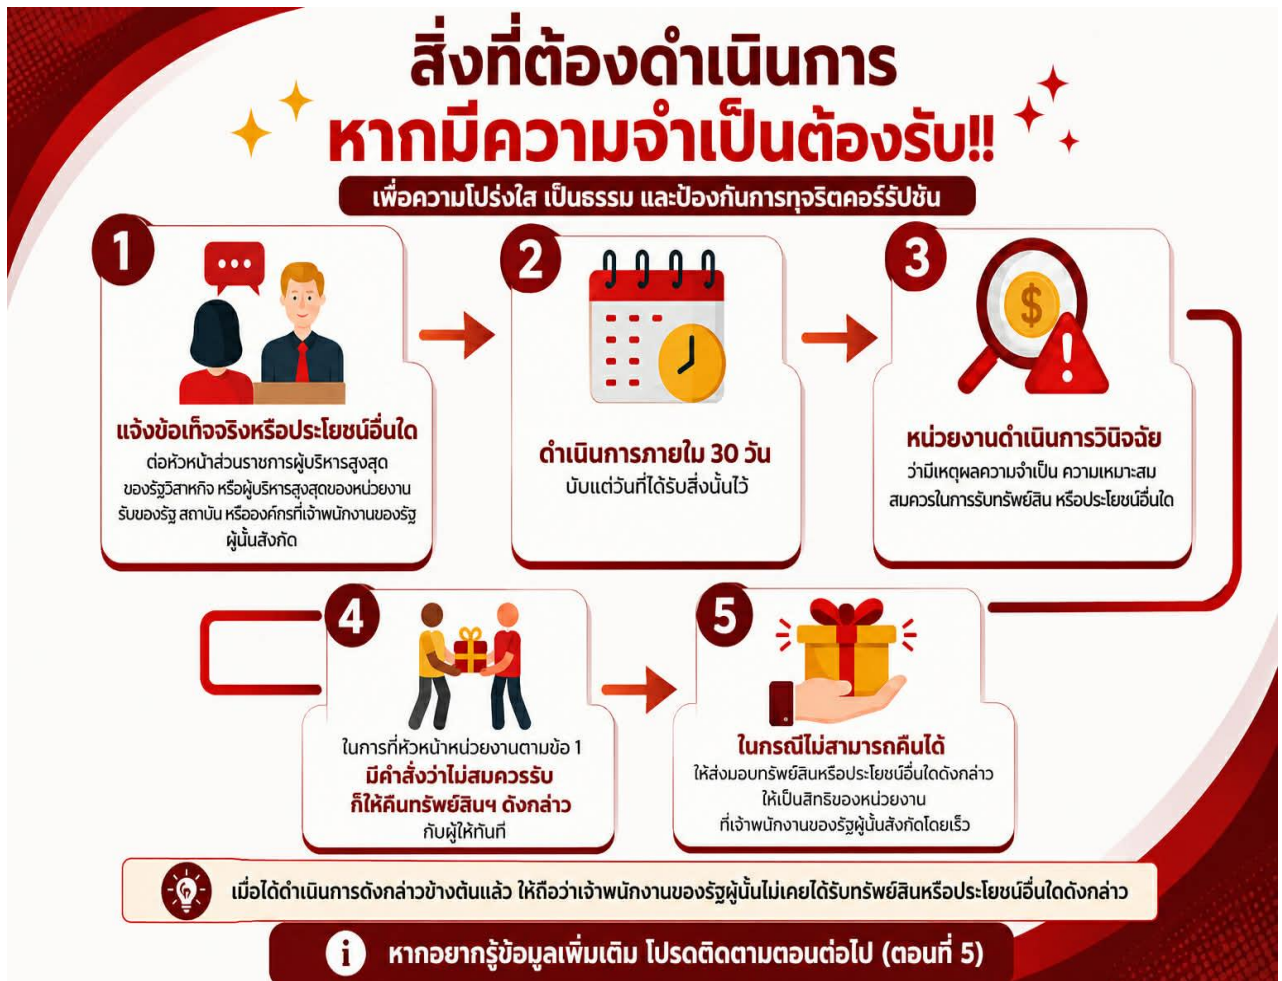 สิ่งที่ต้องดำเนินการ
หากมีความจำเป็นต้องรับ!!
เพื่อความโปร่งใส เป็นธรรม และป้องกันการทุจริตคอร์รัปชัน
1
แจ้งข้อเท็จจริงหรือประโยชน์อื่นใด
ต่อหัวหน้าส่วนราชการผู้บริหารสูงสุด
ของรัฐวิสาหกิจ หรือผู้บริหารสูงสุดของหน่วยงาน
รับของรัฐ สถาบัน หรือองค์กรที่เจ้าพนักงานของรัฐ
ผู้นั้นสังกัด
2
ดำเนินการภายใม 30 วัน
นับแต่วันที่ได้รับสิ่งนั้นไว้
3
หน่วยงานดำเนินการวินิจฉัย
ว่ามีเหตุผลความจำเป็น ความเหมาะสม
สมควรในการรับทรัพย์สิน หรือประโยชน์อื่นใด
4
ในการที่หัวหน้าหน่วยงานตามข้อ 1
มีคำสั่งว่าไม่สมควรรับ
ก็ให้คืนทรัพย์สินฯ ดังกล่าว
กับผู้ให้ทันที
5
ในกรณีไม่สามารถคืนได้
ให้ส่งมอบทรัพย์สินหรือประโยชน์อื่นใดดังกล่าว
ให้เป็นสิทธิของหน่วยงาน
ที่เจ้าพนักงานของรัฐผู้นั้นสังกัดโดยเร็ว
เมื่อได้ดำเนินการดังกล่าวข้างต้นแล้ว ให้ถือว่าเจ้าพนักงานของรัฐผู้นั้นไม่เคยได้รับทรัพย์สินหรือประโยชน์อื่นใดดังกล่าว
i หากอยากรู้ข้อมูลเพิ่มเติม โปรดติดตามตอนต่อไป (ตอนที่ 5)